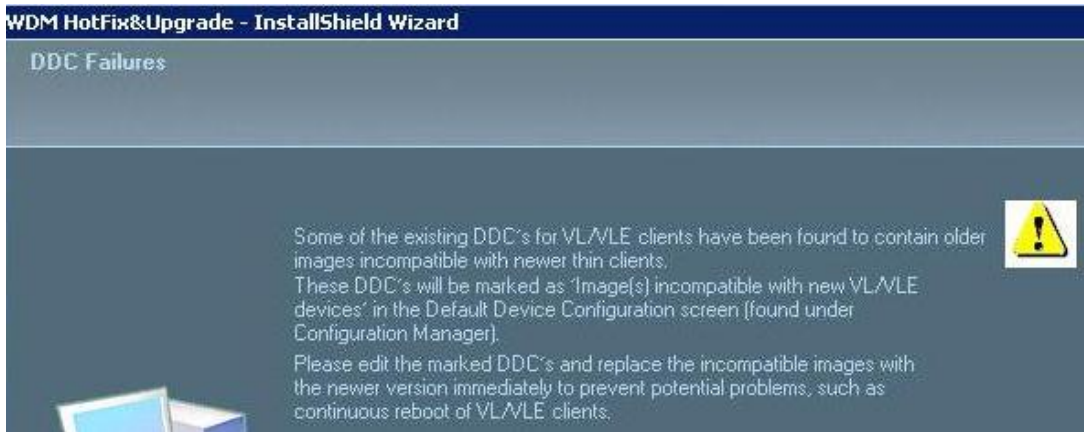 WDM HotFix&Upgrade - InstallShield Wizard
DDC Failures
Some of the existing DDC's for VL/VLE clients have been found to contain older
images incompatible with newer thin clients.
These DDC's will be marked as 'Image(s) incompatible with new VL/VLE
devices' in the Default Device Configuration screen (found under
Configuration Manager).
Please edit the marked DDC's and replace the incompatible images with
the newer version immediately to prevent potential problems, such as
continuous reboot of VL/VLE clients.